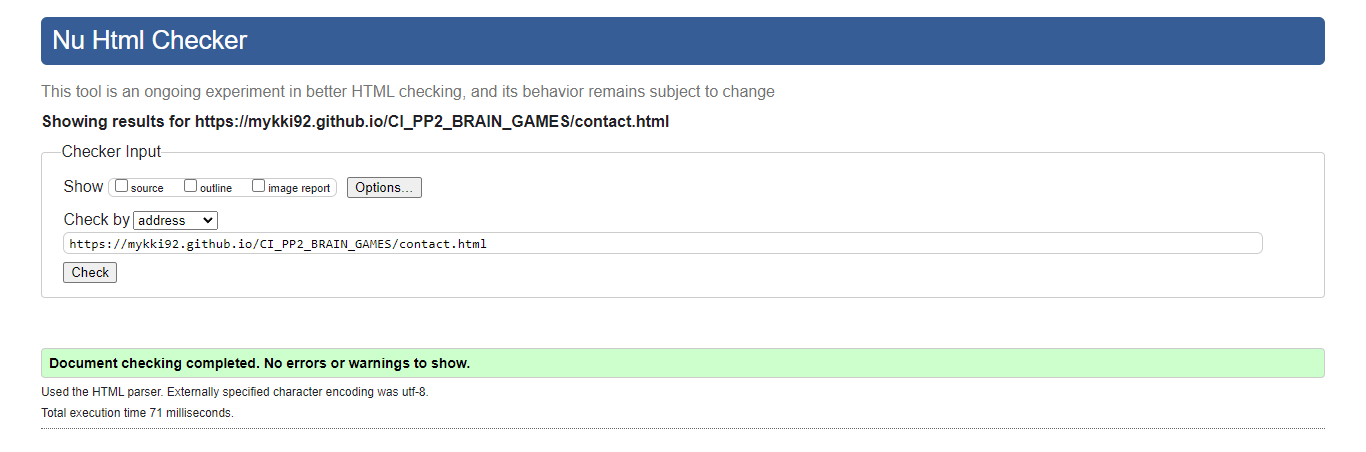 Nu Html Checker
This tool is an ongoing experiment in better HTML checking, and its behavior remains subject to change
Showing results for https://mykki92.github.io/CI_PP2_BRAIN_GAMES/contact.html
Checker Input
Show source outline image report Options...
Check by address
https://mykki92.github.io/CI_PP2_BRAIN_GAMES/contact.html
Check
Document checking completed. No errors or warnings to show.
Used the HTML parser. Externally specified character encoding was utf-8.
Total execution time 71 milliseconds.